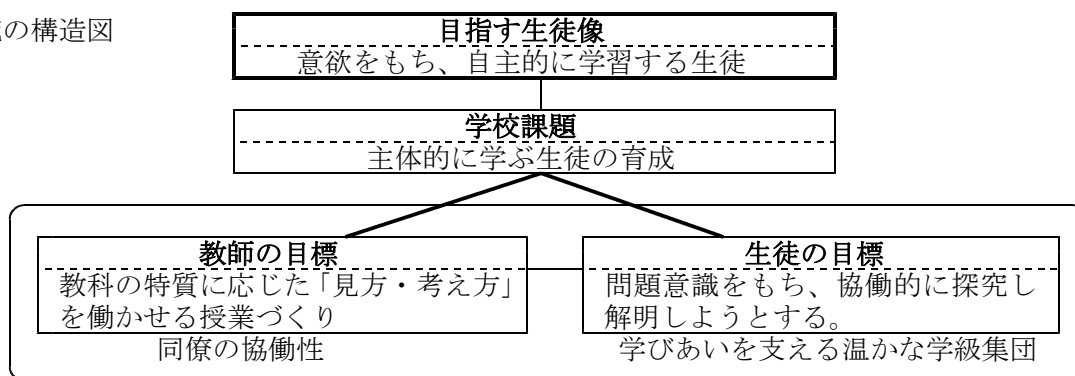 の構造図
目指す生徒像
意欲をもち、自主的に学習する生徒
学校課題
主体的に学ぶ生徒の育成
教師の目標
教科の特質に応じた「見方・考え方」
を働かせる授業づくり
同僚の協働性
生徒の目標
問題意識をもち、協働的に探究し
解明しようとする。
学びあいを支える温かな学級集団